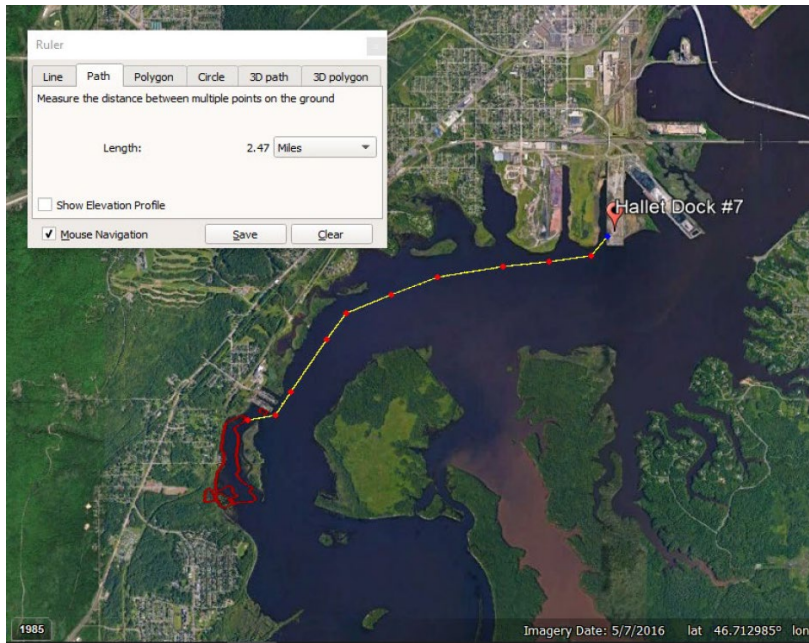 Ruler
Line Path Polygon Circle 3D path 3D polygon
Measure the distance between multiple points on the ground
Length: 2.47 Miles
Show Elevation Profile
Mouse Navigation Save Clear
Hallet Dock #7
1985 Imagery Date: 5/7/2016 lat 46.712985° lon